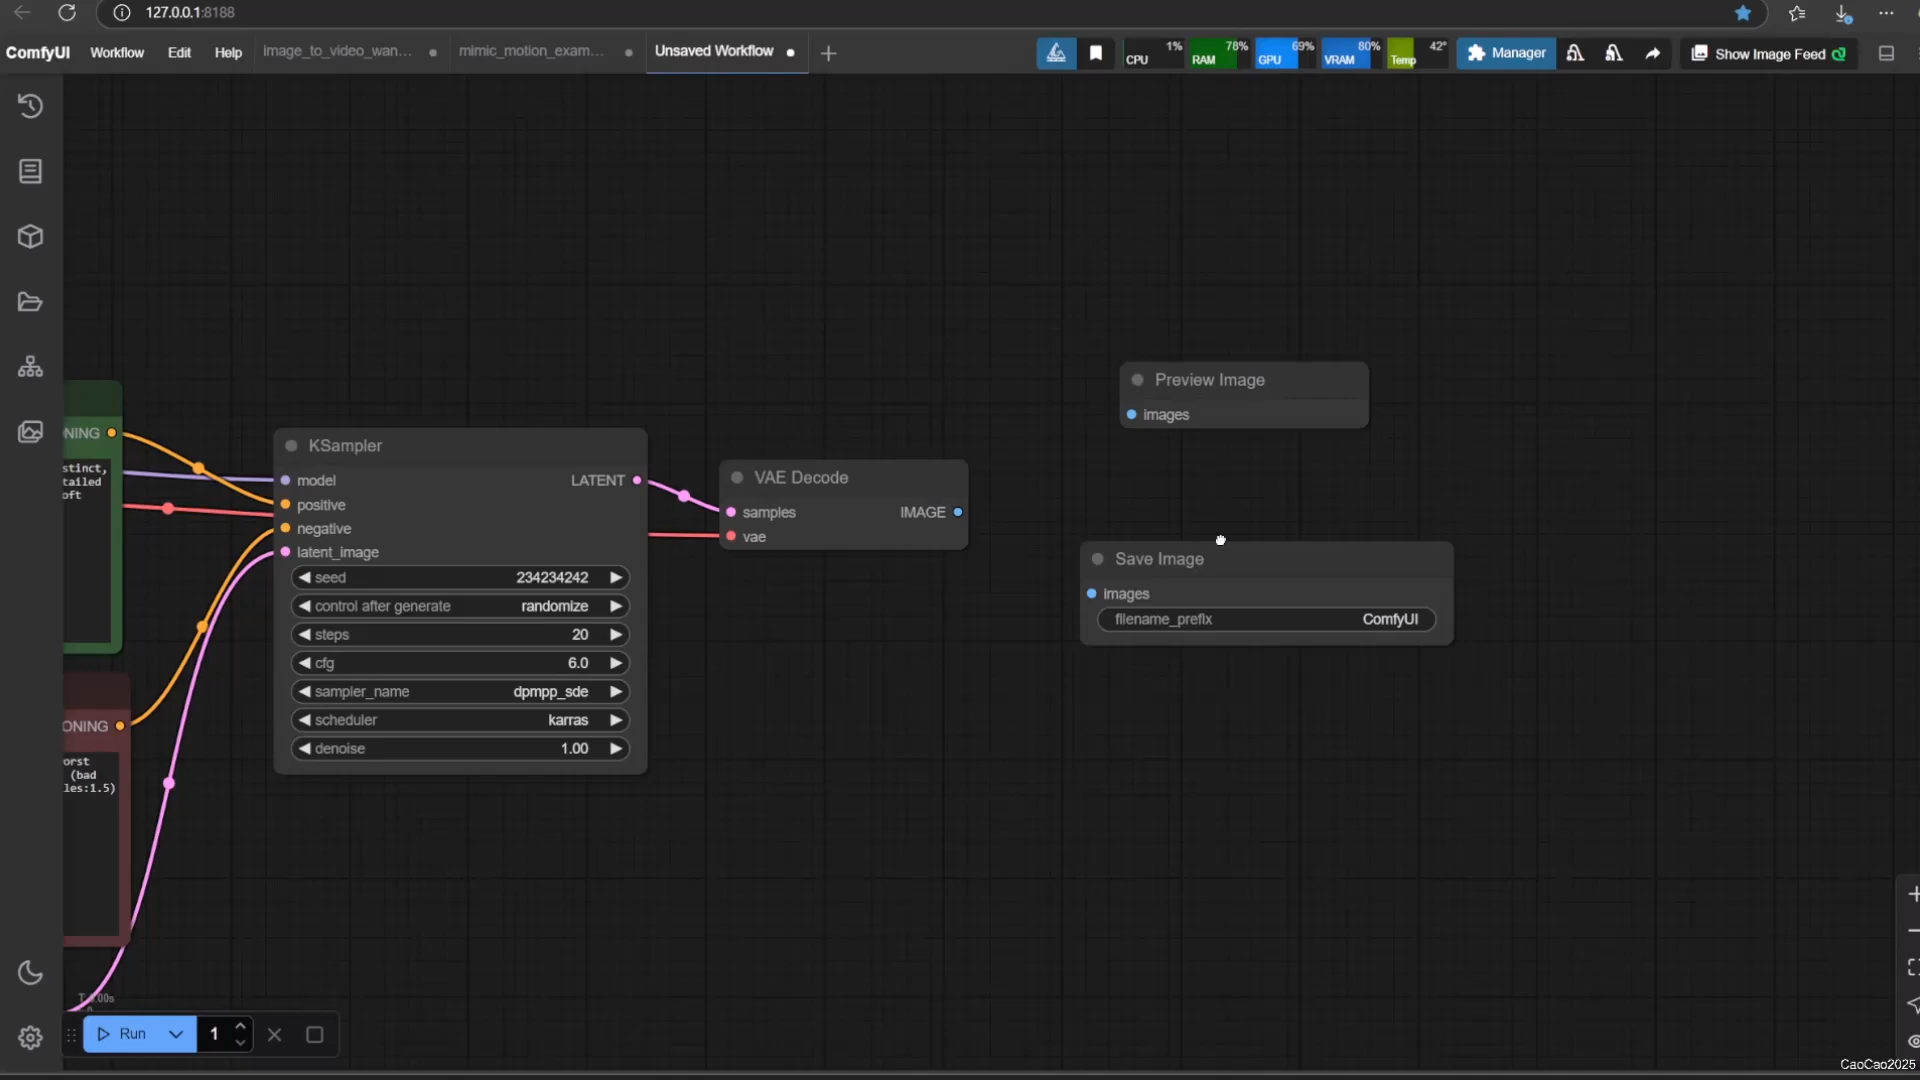 127.0.0.1:8188
ComfyUI
Workflow
Edit
Help
image_to_video_wan...
mimic_motion_exam...
Unsaved Workflow
CPU 1%
RAM 78%
GPU 69%
VRAM 80%
Temp 42°
Manager
Show Image Feed
NING
stinct,
tailed
oft
ONING
orst
(bad
les:1.5)
KSampler
model
LATENT
positive
negative
latent_image
seed 234234242
control after generate randomize
steps 20
cfg 6.0
sampler_name dpmpp_sde
scheduler karras
denoise 1.00
VAE Decode
samples
IMAGE
vae
Preview Image
images
Save Image
images
filename_prefix ComfyUI
Run
1
CaoCao2025